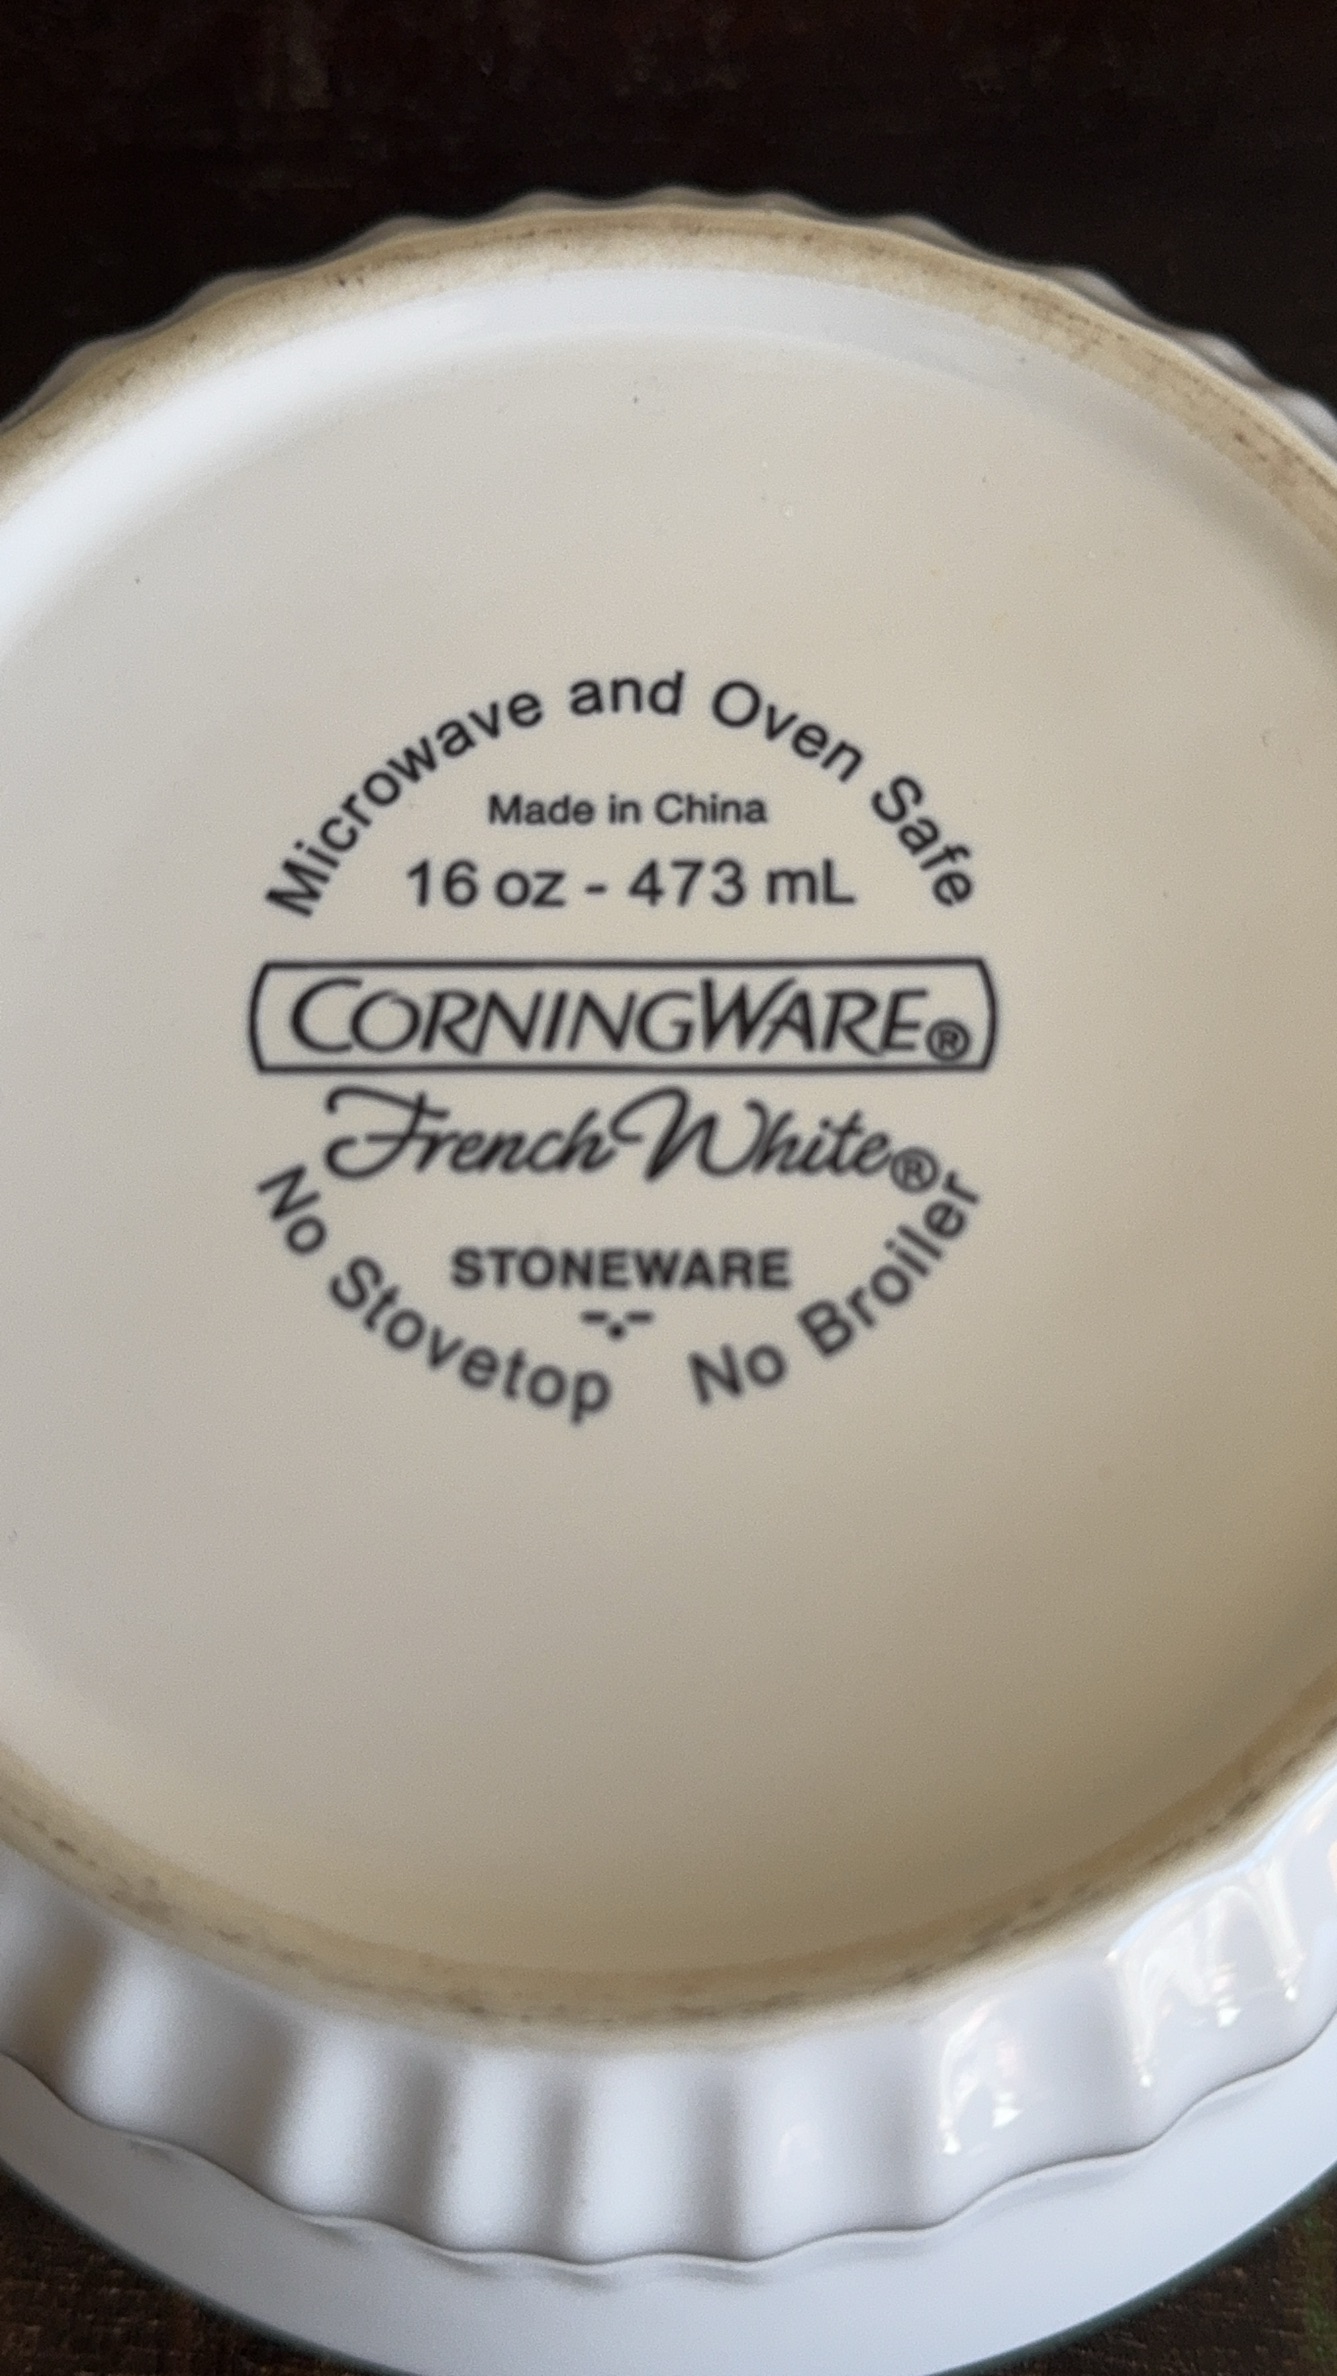 Microwave and Oven Safe
Made in China
16 oz - 473 mL
CORNINGWARE®
French White®
STONEWARE
No Stovetop No Broiler